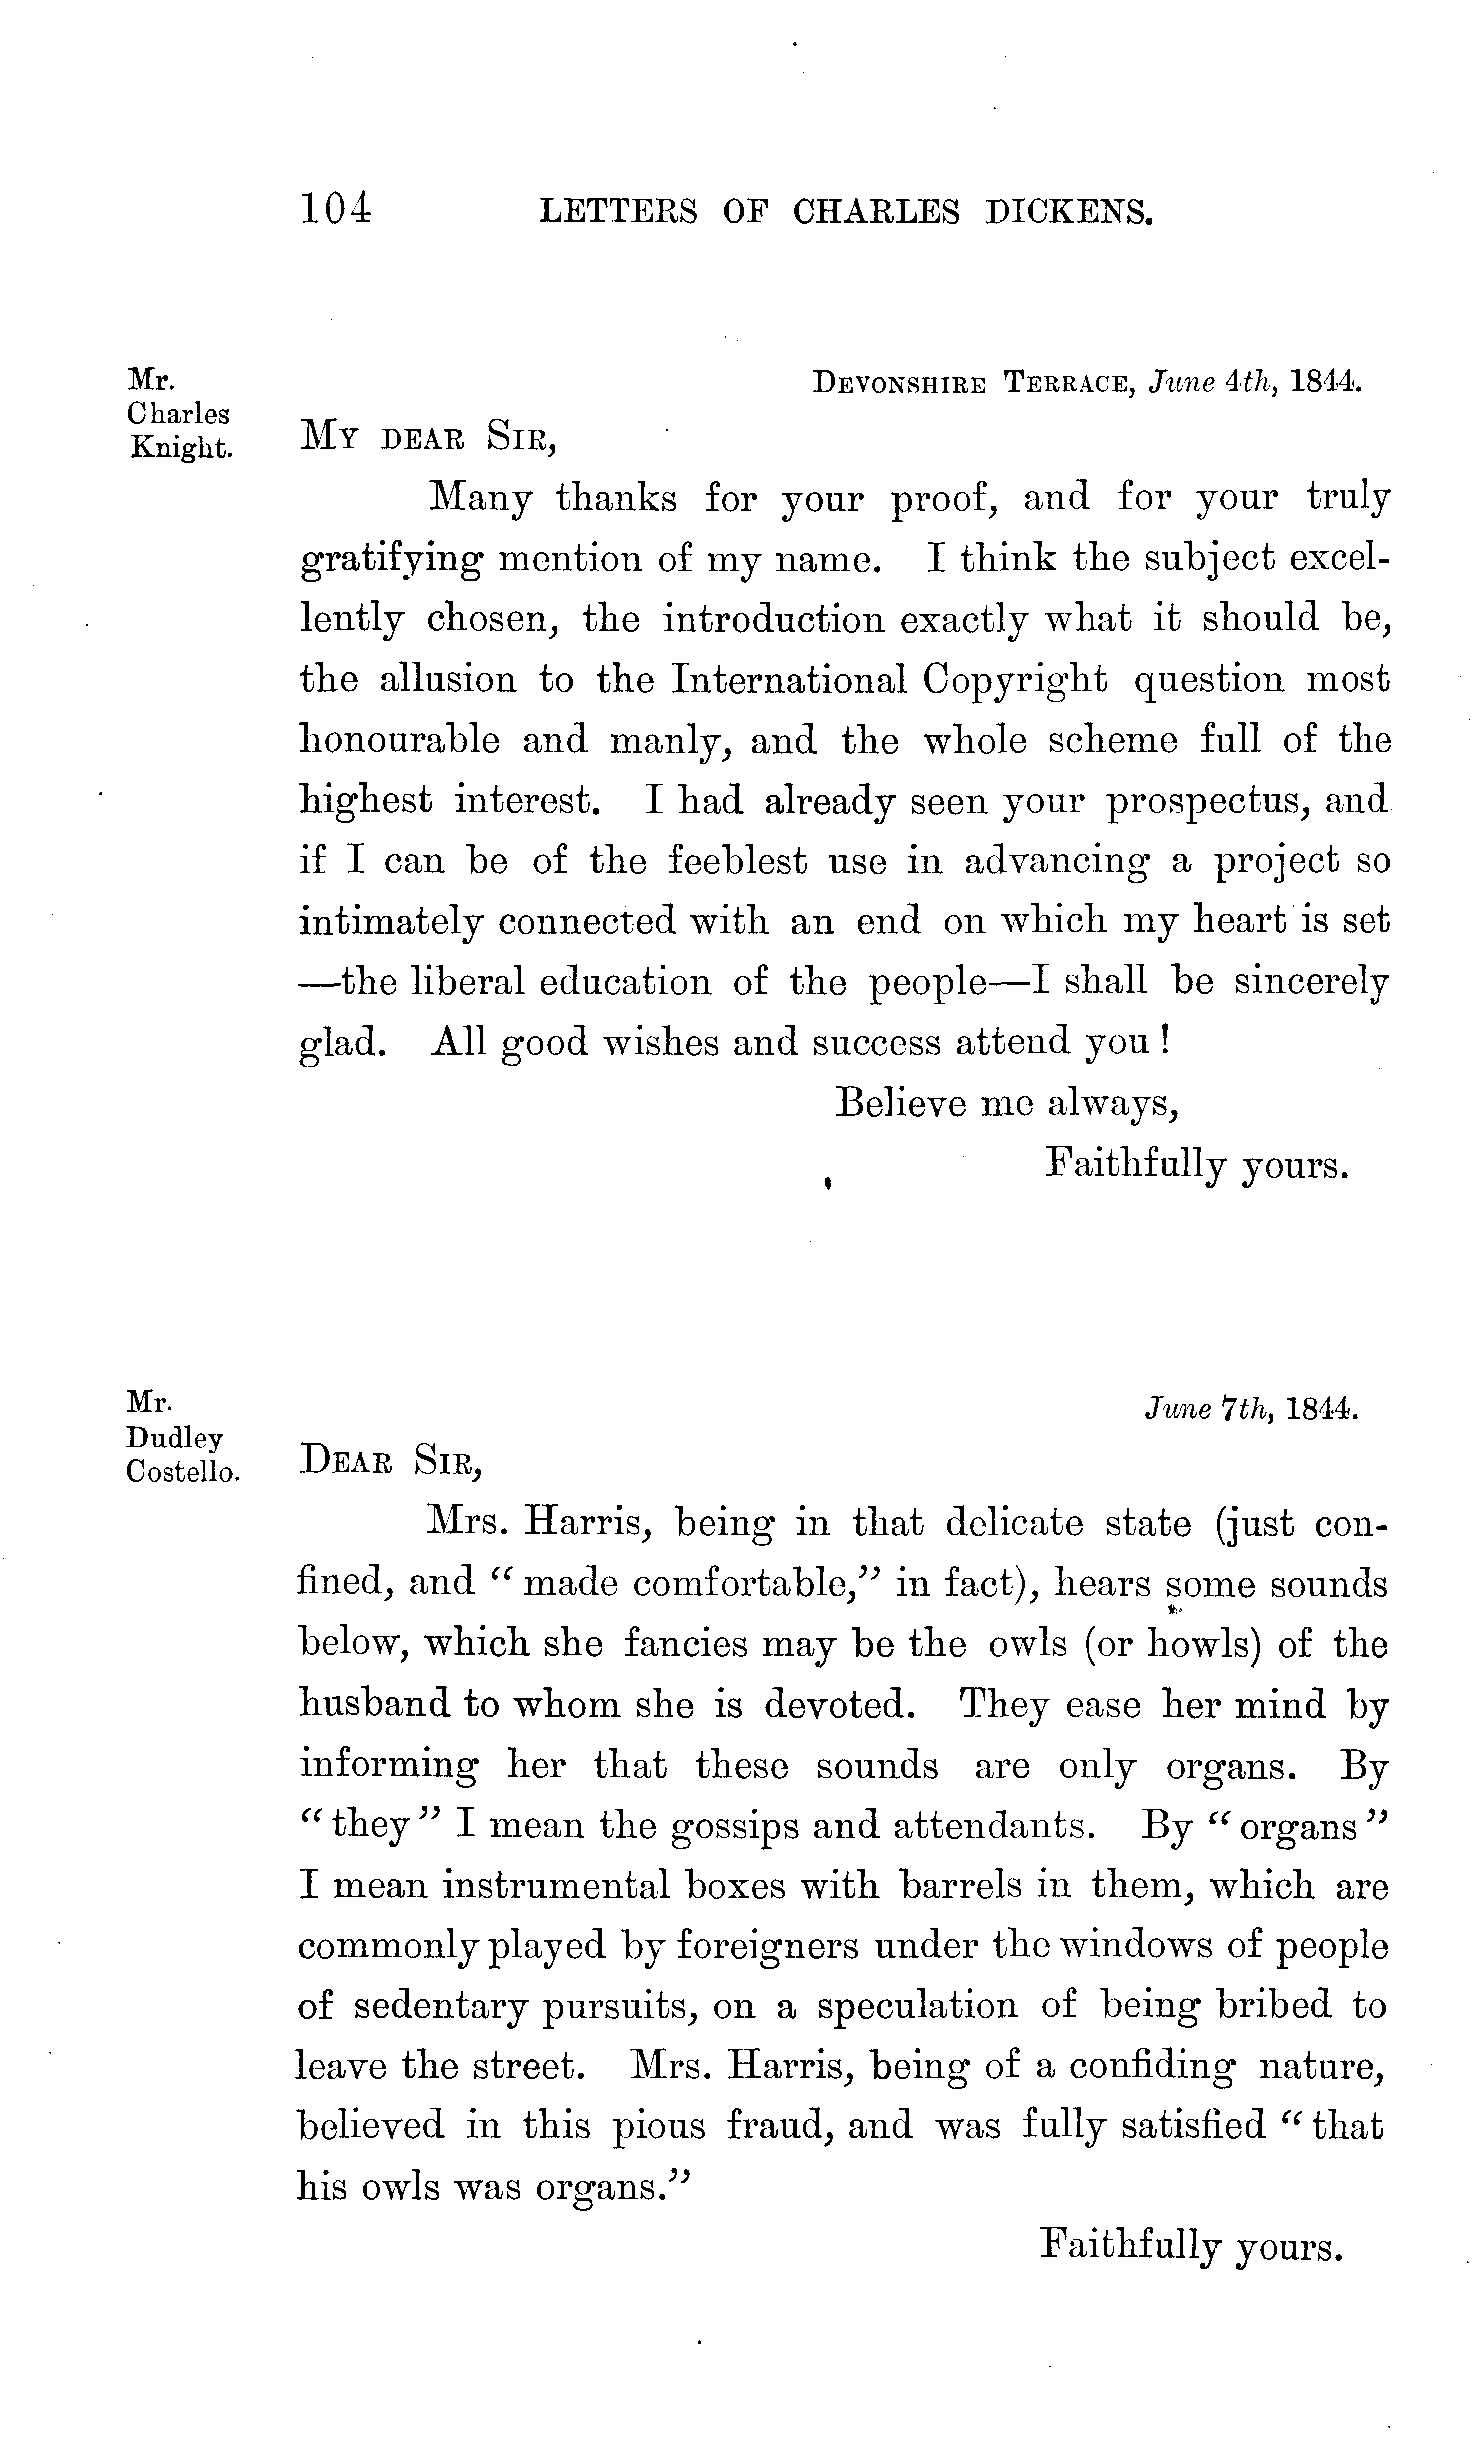 104 LETTERS OF CHARLES DICKENS.
Mr.
Charles
Knight.
DEVONSHIRE TERRACE, June 4th, 1844.
MY DEAR SIR,
Many thanks for your proof, and for your truly
gratifying mention of my name. I think the subject excel-
lently chosen, the introduction exactly what it should be,
the allusion to the International Copyright question most
honourable and manly, and the whole scheme full of the
highest interest. I had already seen your prospectus, and
if I can be of the feeblest use in advancing a project so
intimately connected with an end on which my heart is set
—the liberal education of the people—I shall be sincerely
glad. All good wishes and success attend you!
Believe me always,
Faithfully yours.
Mr.
Dudley
Costello.
June 7th, 1844.
DEAR SIR,
Mrs. Harris, being in that delicate state (just con-
fined, and "made comfortable," in fact), hears some sounds
below, which she fancies may be the owls (or howls) of the
husband to whom she is devoted. They ease her mind by
informing her that these sounds are only organs. By
"they" I mean the gossips and attendants. By "organs"
I mean instrumental boxes with barrels in them, which are
commonly played by foreigners under the windows of people
of sedentary pursuits, on a speculation of being bribed to
leave the street. Mrs. Harris, being of a confiding nature,
believed in this pious fraud, and was fully satisfied "that
his owls was organs."
Faithfully yours.